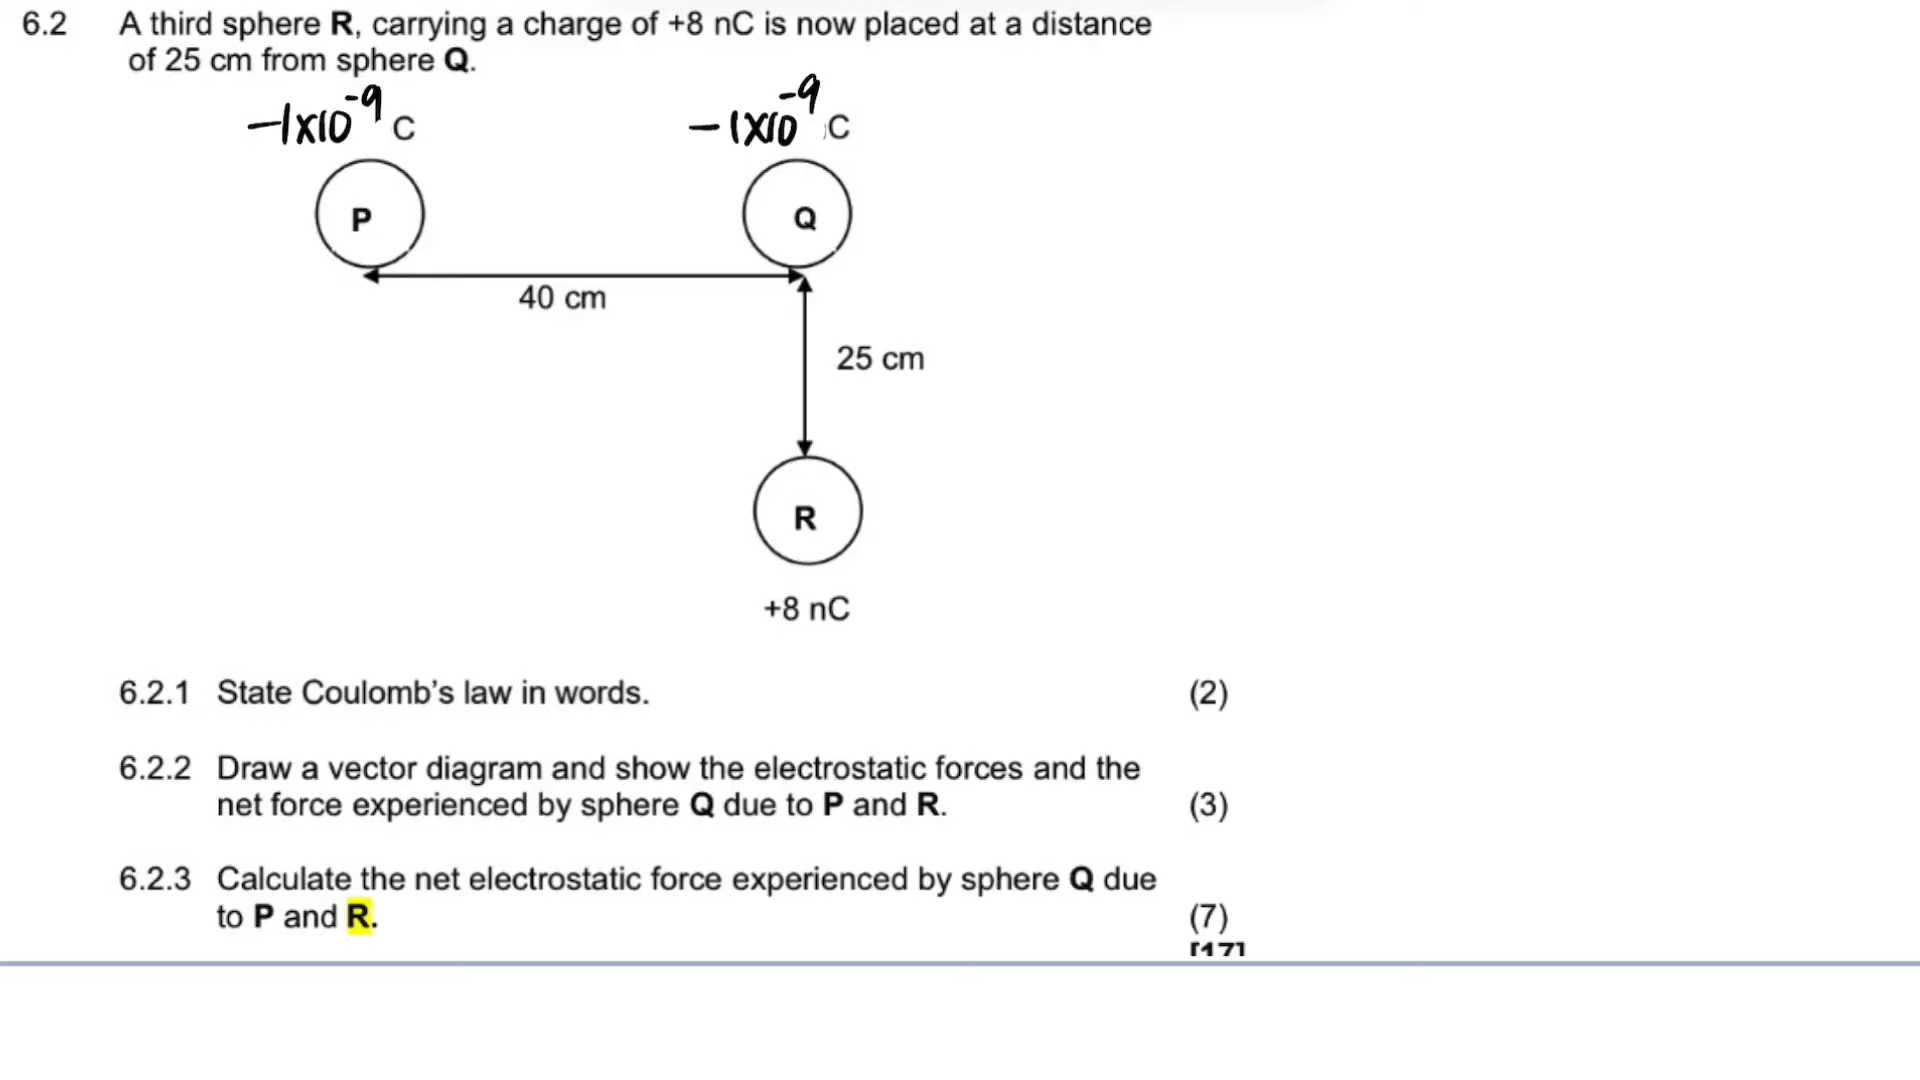 6.2 A third sphere R, carrying a charge of +8 nC is now placed at a distance
of 25 cm from sphere Q.
-1x10^-9 C
-1x10^-9 C
P
Q
40 cm
25 cm
R
+8 nC
6.2.1 State Coulomb's law in words. (2)
6.2.2 Draw a vector diagram and show the electrostatic forces and the
net force experienced by sphere Q due to P and R. (3)
6.2.3 Calculate the net electrostatic force experienced by sphere Q due
to P and R. (7)
[17]